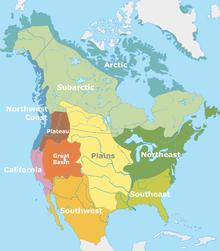 Arctic
Subarctic
Northwest
Coast
Plateau
Great
Basin
Plains
Northeast
California
Southeast
Southwest